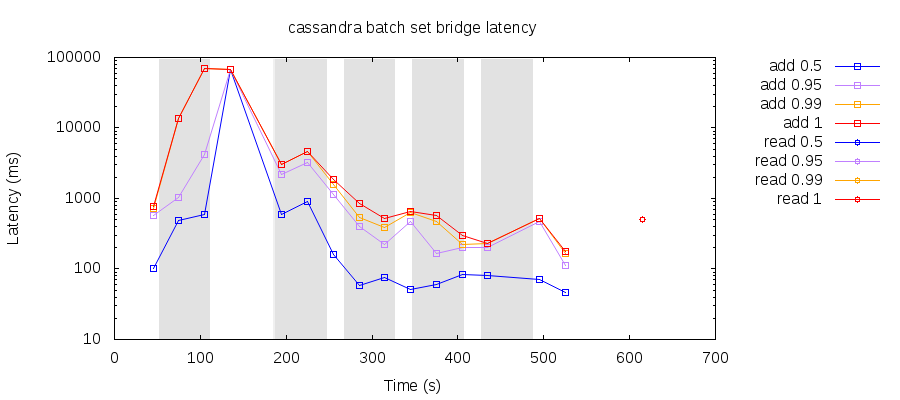 cassandra batch set bridge latency
Latency (ms)
100000
10000
1000
100
10
0 100 200 300 400 500 600 700
Time (s)
add 0.5
add 0.95
add 0.99
add 1
read 0.5
read 0.95
read 0.99
read 1